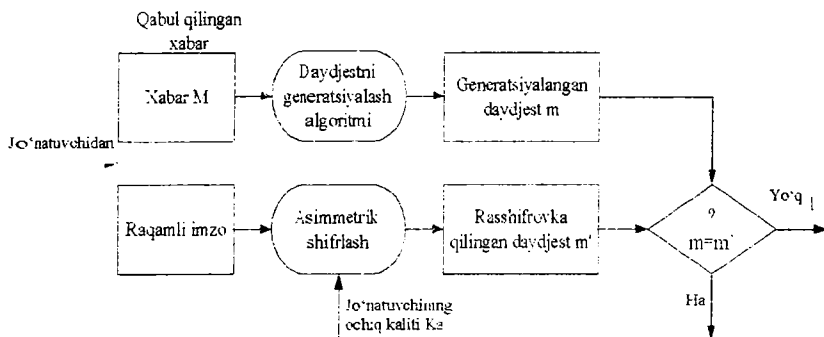 Qabul qilingan
xabar
Xabar M
Daydjestni
generatsiyalash
algoritmi
Generatsiyalangan
daydjest m
Jo‘natuvchidan
Raqamli imzo
Asimmetrik
shifrlash
Rasshifrovka
qilingan daydjest m‘
?
m=m‘
Yo‘q
Ha
Jo‘natuvchining
ochiq kaliti Ka